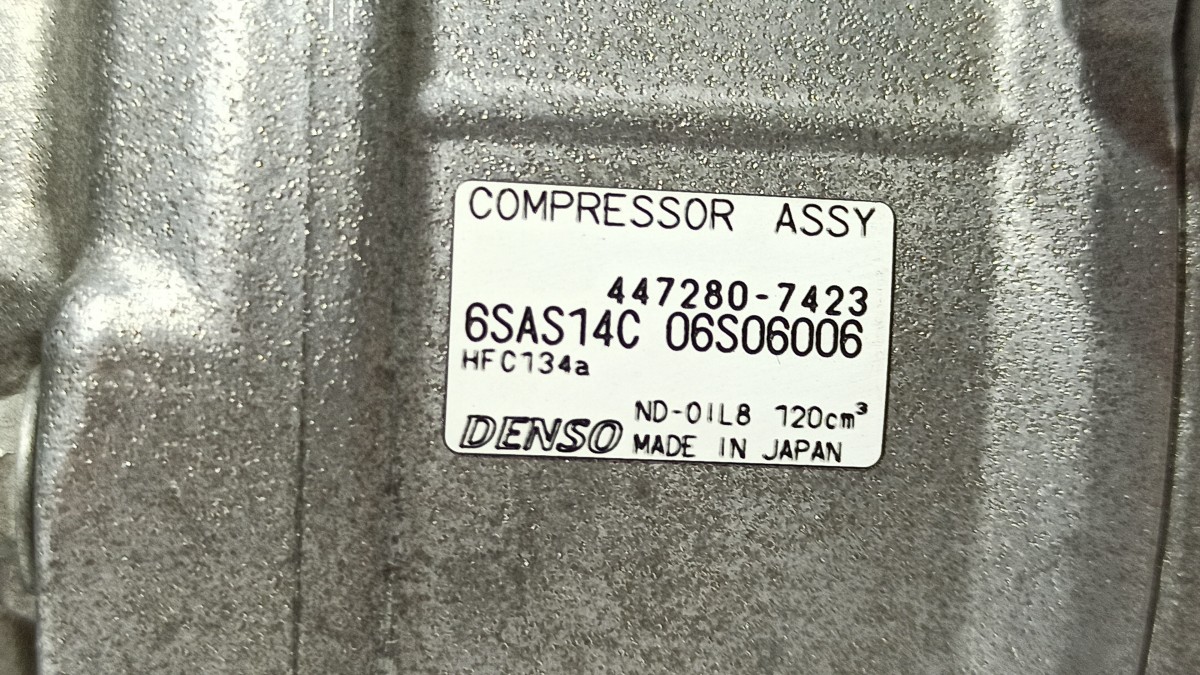 COMPRESSOR ASSY
447280-7423
6SAS14C 06S06006
HFC134a
ND-OIL8 120cm³
DENSO MADE IN JAPAN